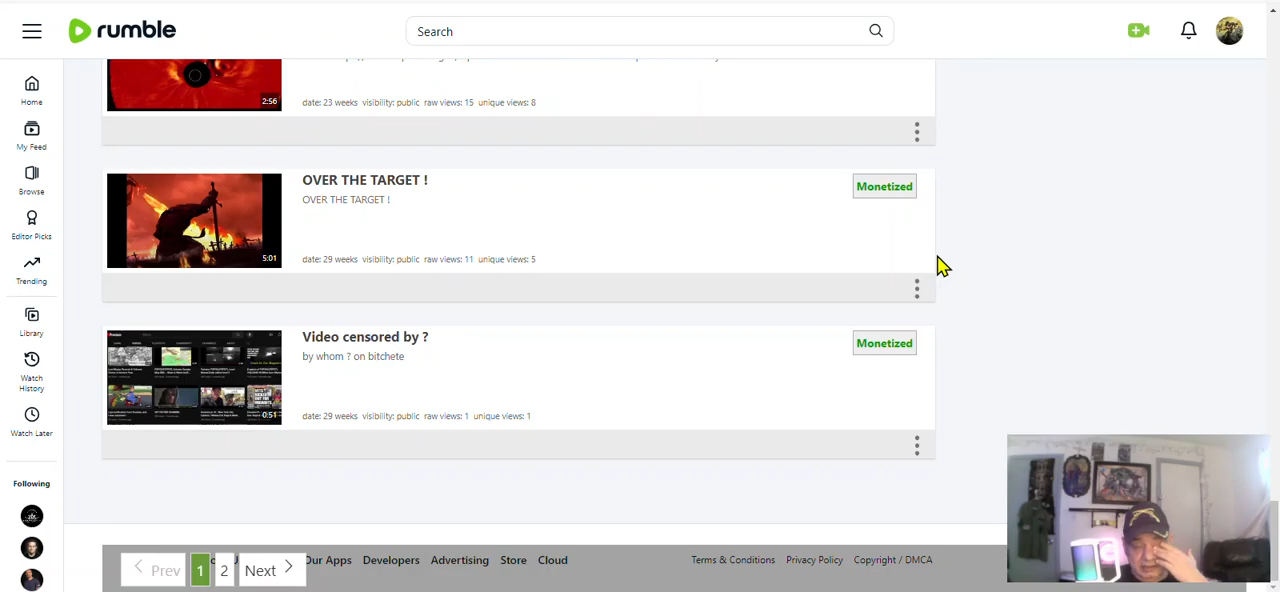 rumble
Search
Home
My Feed
Browse
Editor Picks
Trending
Library
Watch
History
Watch Later
Following
2:56
date: 23 weeks visibility: public raw views: 15 unique views: 8
OVER THE TARGET !
OVER THE TARGET !
Monetized
5:01
date: 29 weeks visibility: public raw views: 11 unique views: 5
Video censored by ?
by whom ? on bitchete
Monetized
0:51
date: 29 weeks visibility: public raw views: 1 unique views: 1
Prev 1 2 Next
Our Apps Developers Advertising Store Cloud
Terms & Conditions Privacy Policy Copyright / DMCA